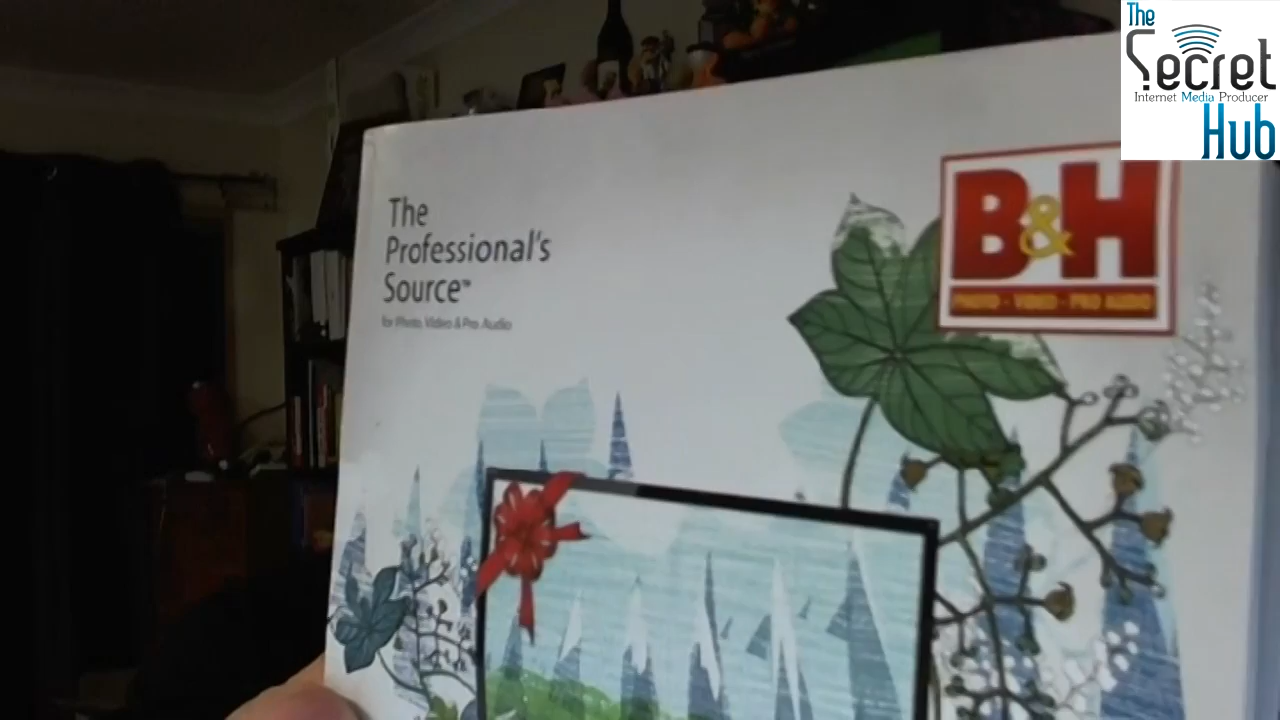 The
Secret
Internet Media Producer
Hub
The
Professional's
Source™
for Photo, Video & Pro Audio
B&H
PHOTO - VIDEO - PRO AUDIO